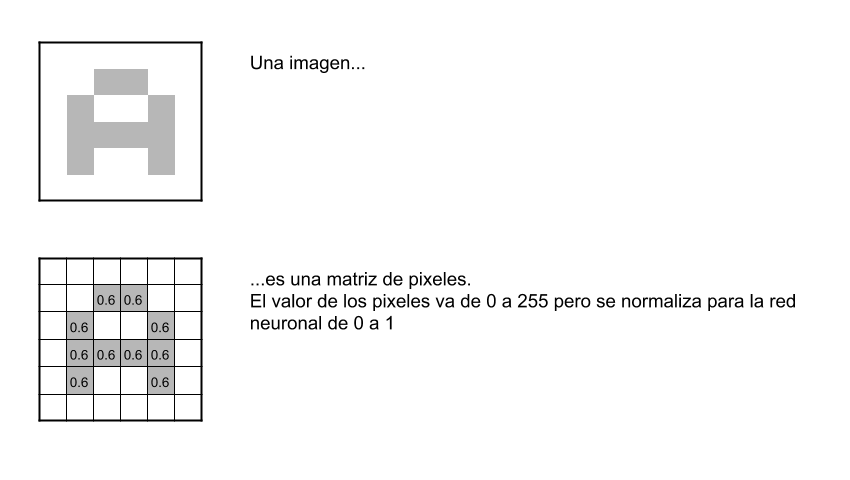 Una imagen...
...es una matriz de pixeles.
El valor de los pixeles va de 0 a 255 pero se normaliza para la red
neuronal de 0 a 1
0.6 0.6
0.6 0.6
0.6 0.6 0.6 0.6
0.6 0.6